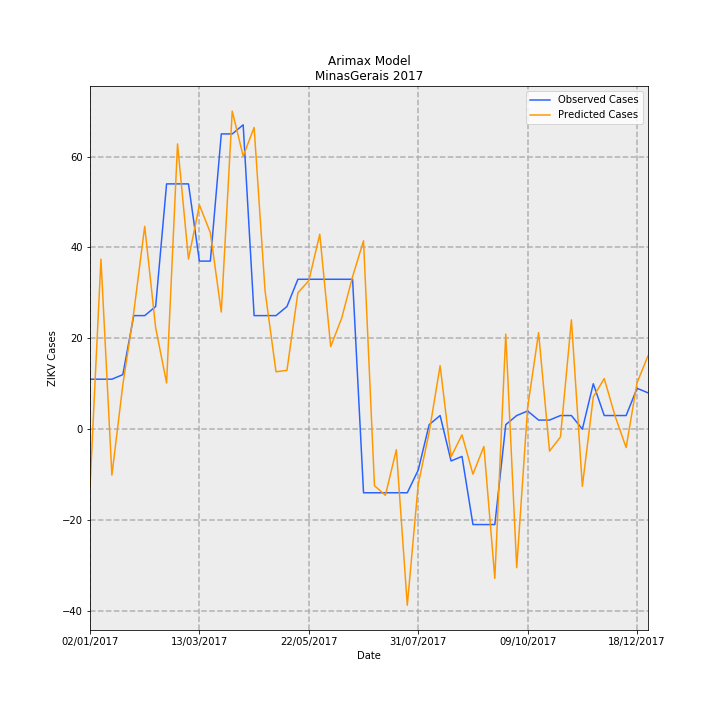 Arimax Model
MinasGerais 2017
Observed Cases
Predicted Cases
60
40
20
0
−20
−40
ZIKV Cases
02/01/2017
13/03/2017
22/05/2017
31/07/2017
09/10/2017
18/12/2017
Date